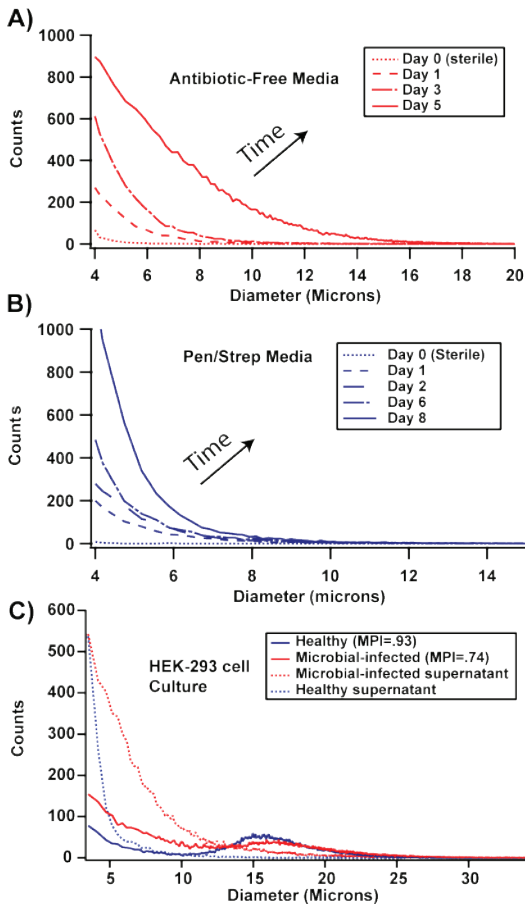 A)
1000
800
600
400
200
0
Counts
Antibiotic-Free Media
Day 0 (sterile)
Day 1
Day 3
Day 5
Time
4
6
8
10
12
14
16
18
20
Diameter (Microns)
B)
1000
800
600
400
200
0
Counts
Pen/Strep Media
Day 0 (Sterile)
Day 1
Day 2
Day 6
Day 8
Time
4
6
8
10
12
14
Diameter (microns)
C)
600
500
400
300
200
100
0
Counts
HEK-293 cell
Culture
Healthy (MPI=.93)
Microbial-infected (MPI=.74)
Microbial-infected supernatant
Healthy supernatant
5
10
15
20
25
30
Diameter (Microns)